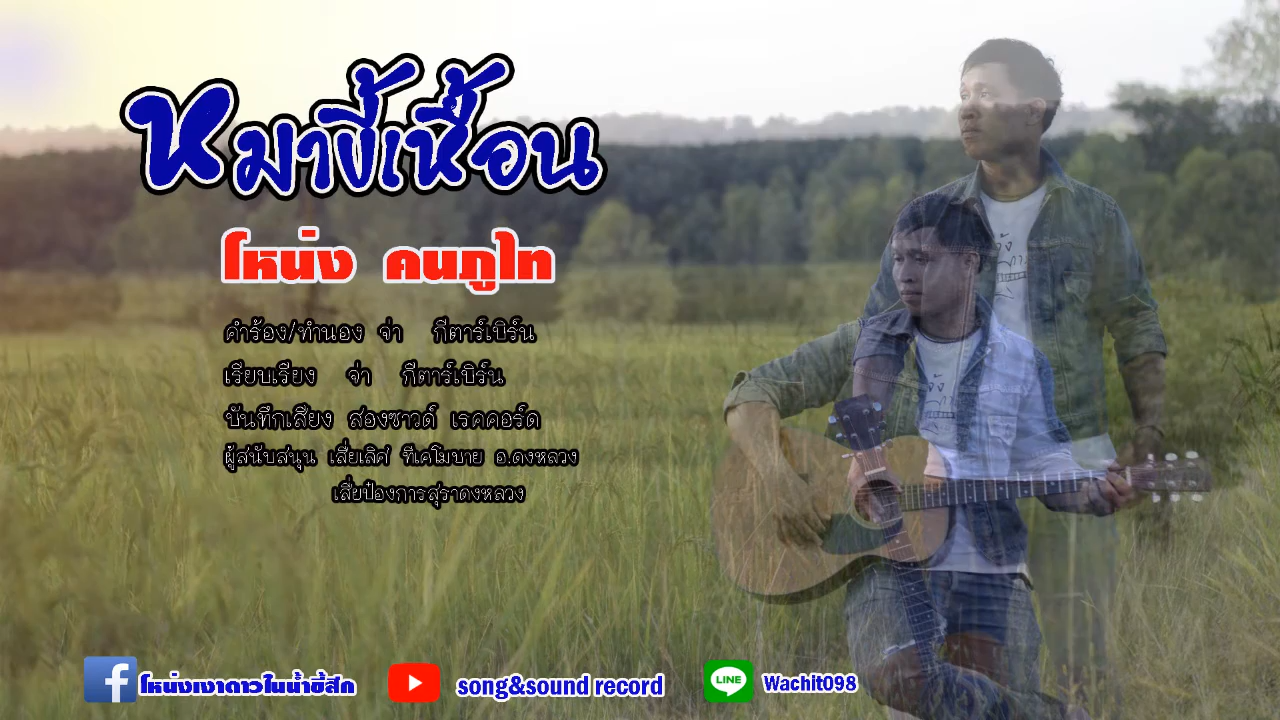 หมางี้เหื้อน
โหน่ง คนภูไท
คำร้อง/ทำนอง จ่า กีตาร์เบิร์น
เรียบเรียง จ่า กีตาร์เบิร์น
บันทึกเสียง ส่องซาวด์ เรคคอร์ด
ผู้สนับสนุน เสี่ยเลิศ ทีเคโมบาย อ.ดงหลวง
เสี่ยป๋องการสุราดงหลวง
โหน่งเงาดาวในน้ำขี้สีก
song&sound record
LINE
Wachit098